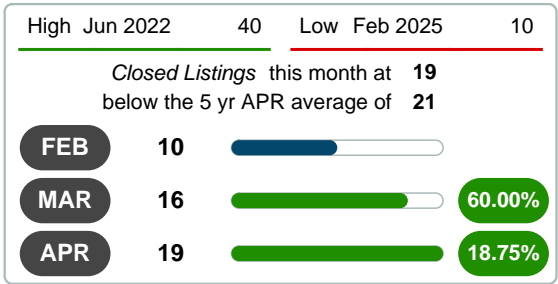 High Jun 2022 40 Low Feb 2025 10
Closed Listings this month at 19
below the 5 yr APR average of 21
FEB 10
MAR 16 60.00%
APR 19 18.75%